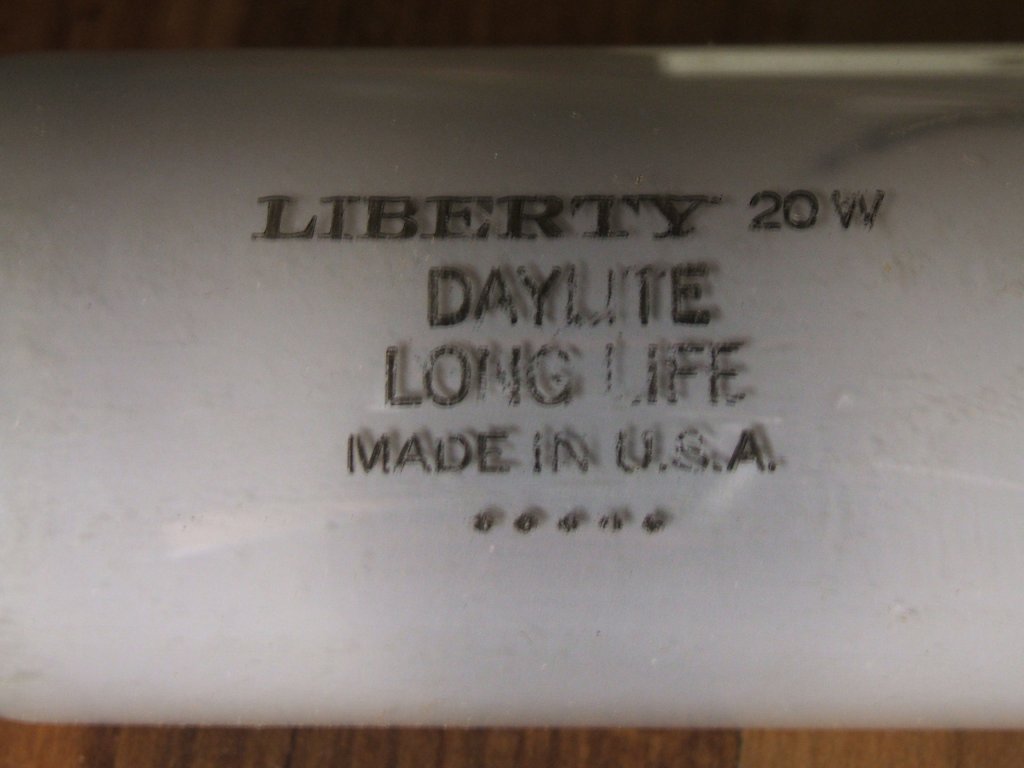 LIBERTY 20W
DAYLITE
LONG LIFE
MADE IN U.S.A.